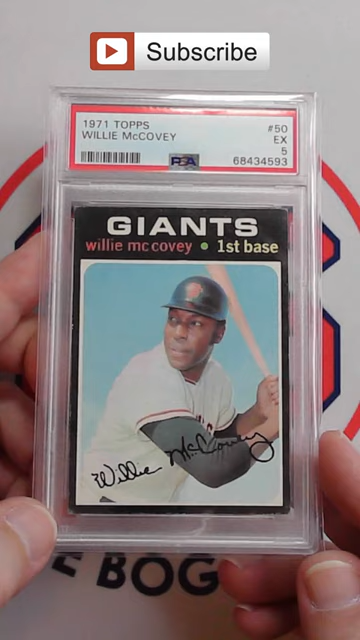 Subscribe
1971 TOPPS #50
WILLIE McCOVEY EX
5
PSA 68434593
GIANTS
willie mc covey • 1st base
Willie McCovey
E BOG